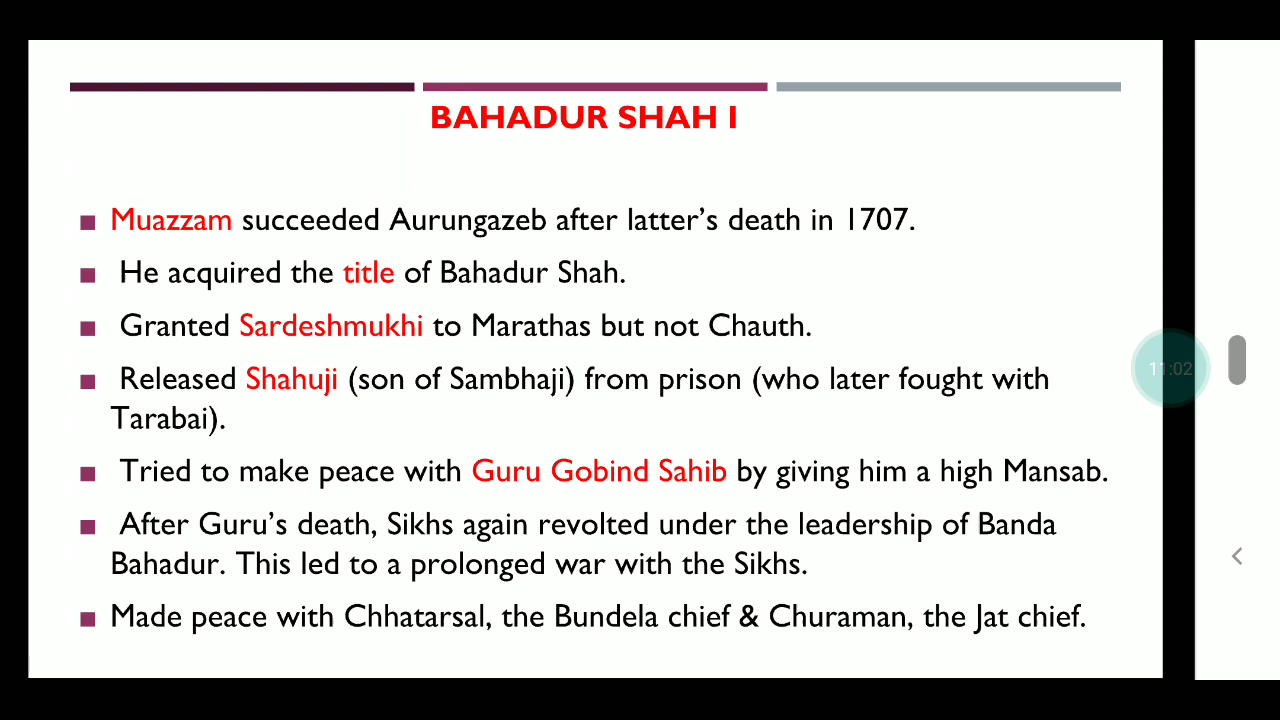 BAHADUR SHAH I
Muazzam succeeded Aurungazeb after latter's death in 1707.
He acquired the title of Bahadur Shah.
Granted Sardeshmukhi to Marathas but not Chauth.
Released Shahuji (son of Sambhaji) from prison (who later fought with
Tarabai).
11:02
Tried to make peace with Guru Gobind Sahib by giving him a high Mansab.
After Guru's death, Sikhs again revolted under the leadership of Banda
Bahadur. This led to a prolonged war with the Sikhs.
Made peace with Chhatarsal, the Bundela chief & Churaman, the Jat chief.